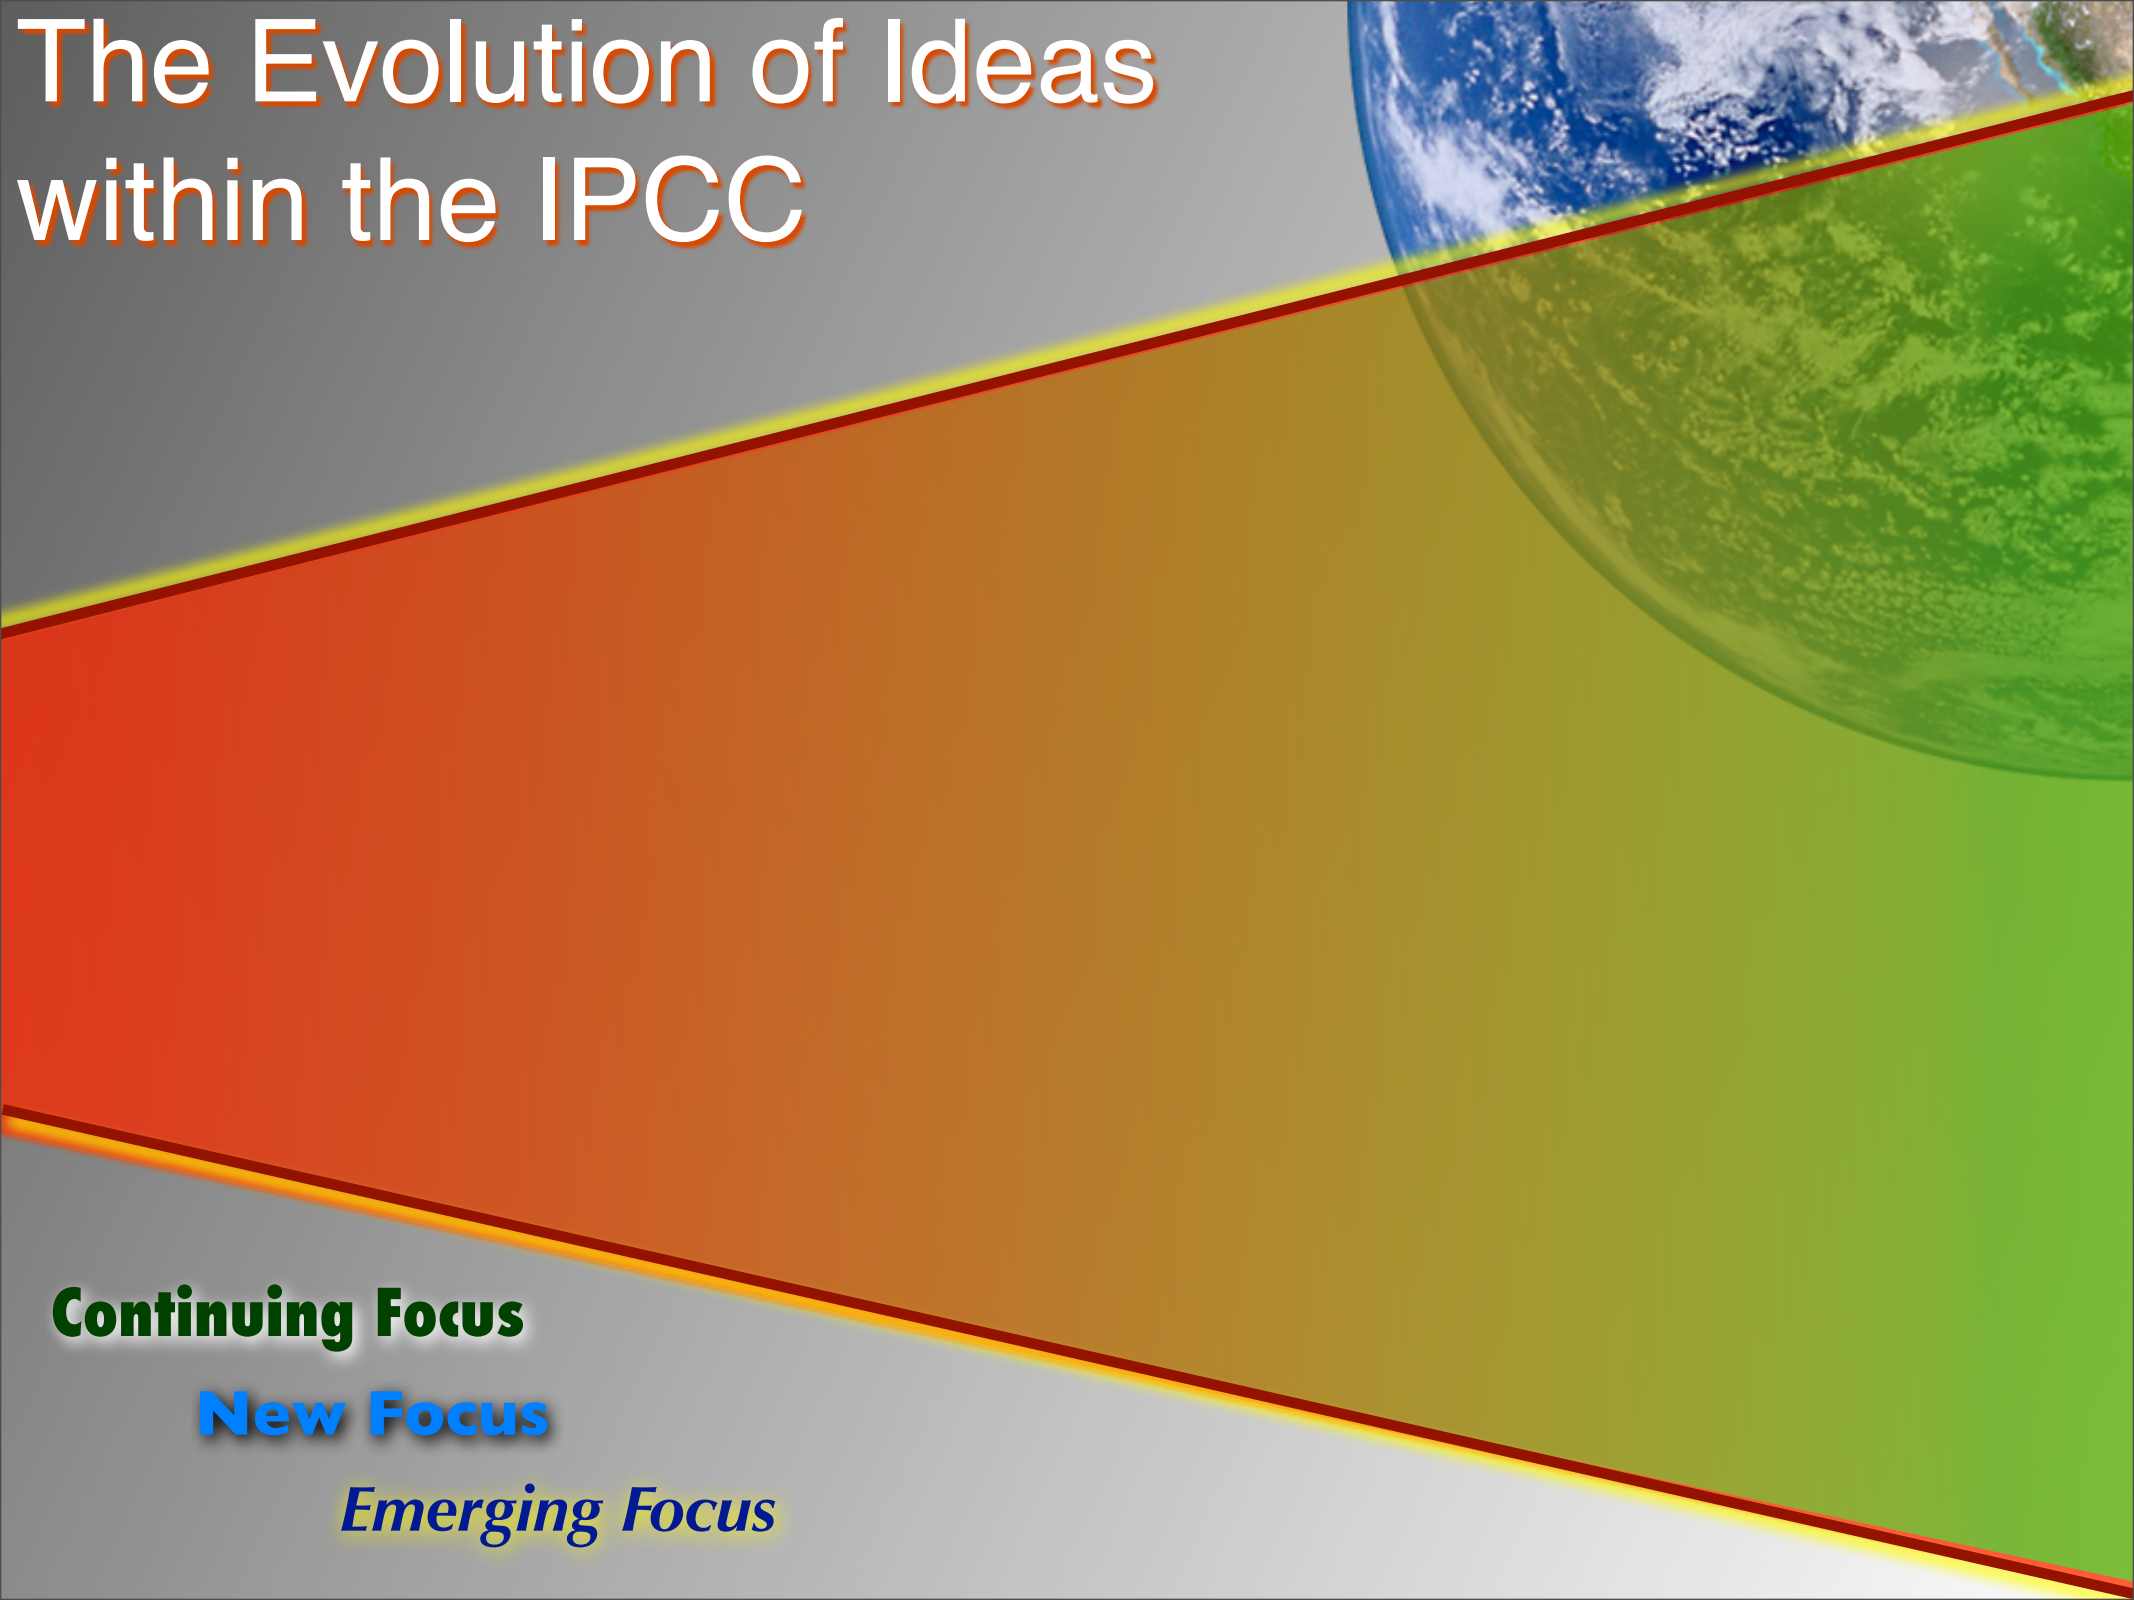 The Evolution of Ideas
within the IPCC
Continuing Focus
New Focus
Emerging Focus